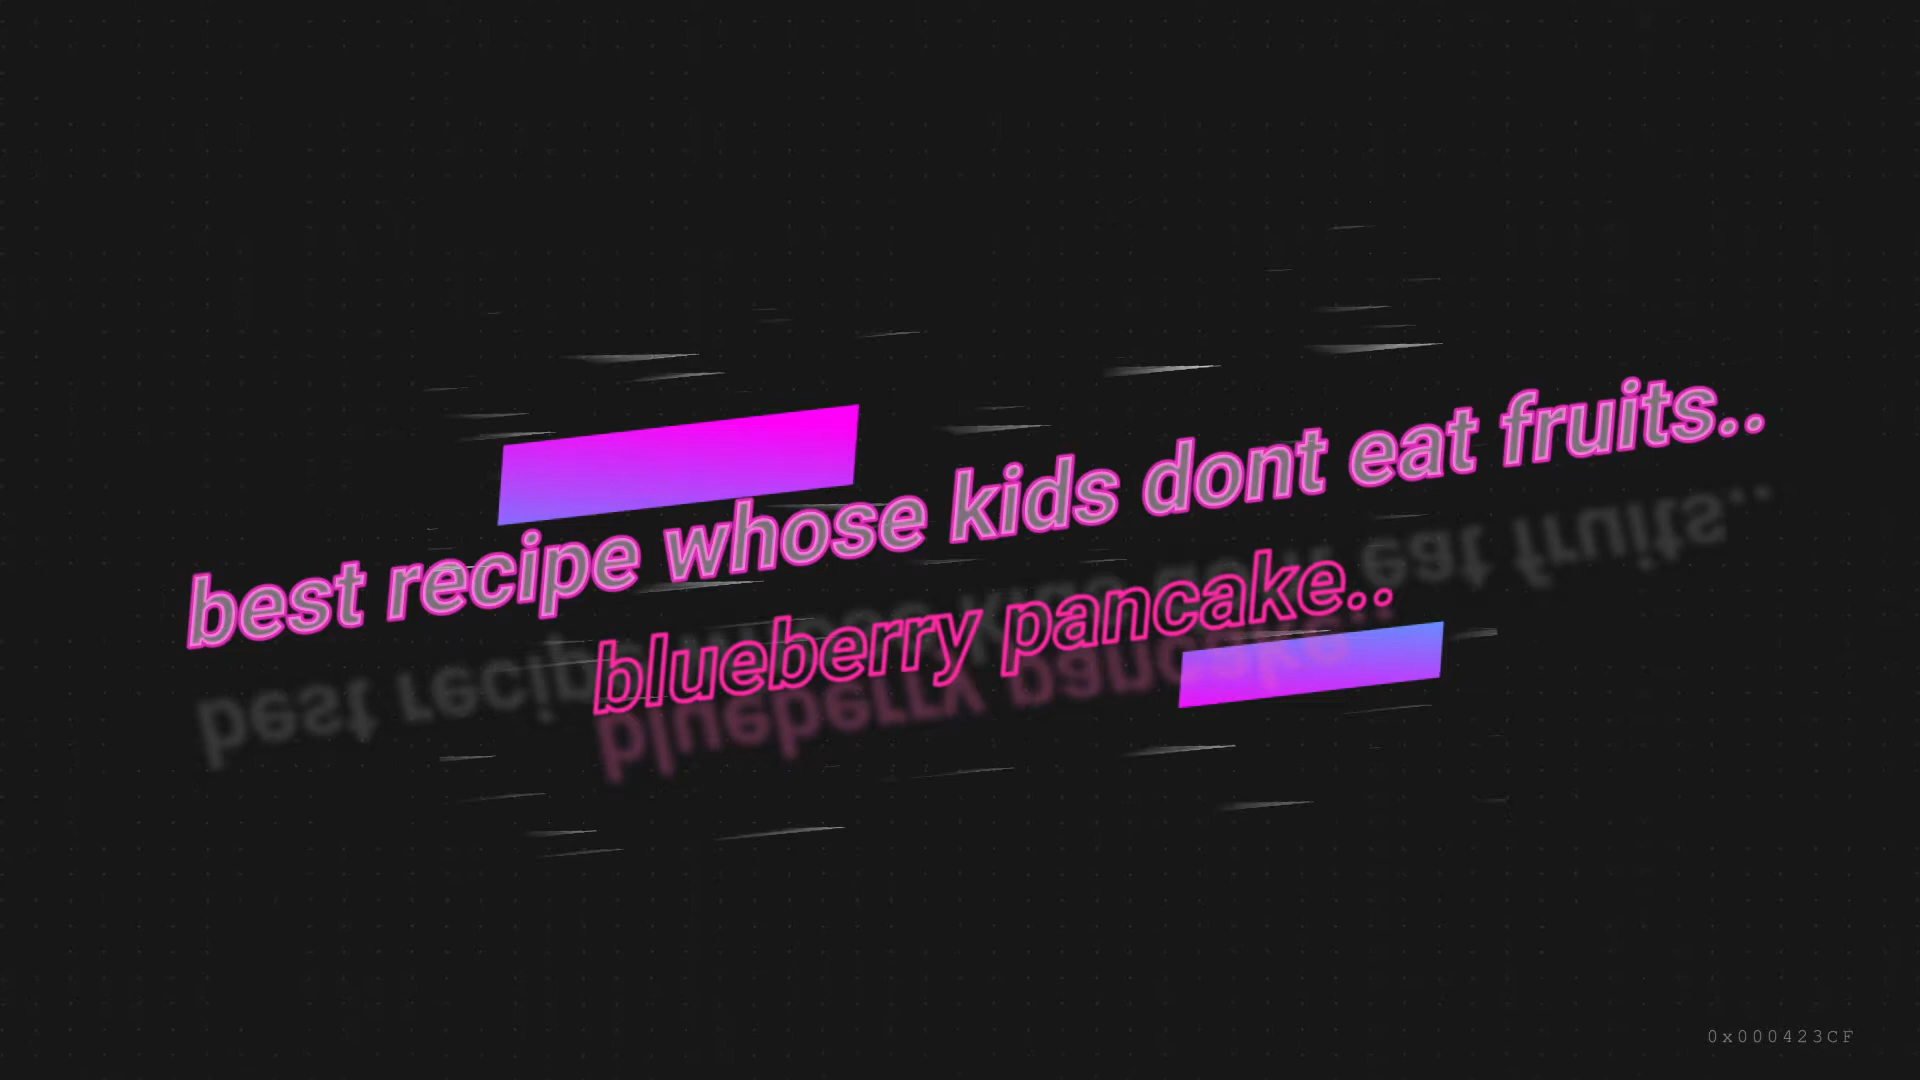 best recipe whose kids dont eat fruits..
blueberry pancake..
0x000423CF